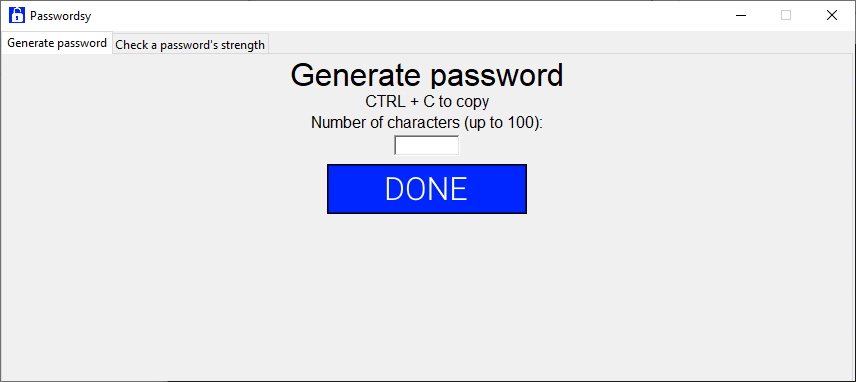 Passwordsy
Generate password
Check a password's strength
Generate password
CTRL + C to copy
Number of characters (up to 100):
DONE